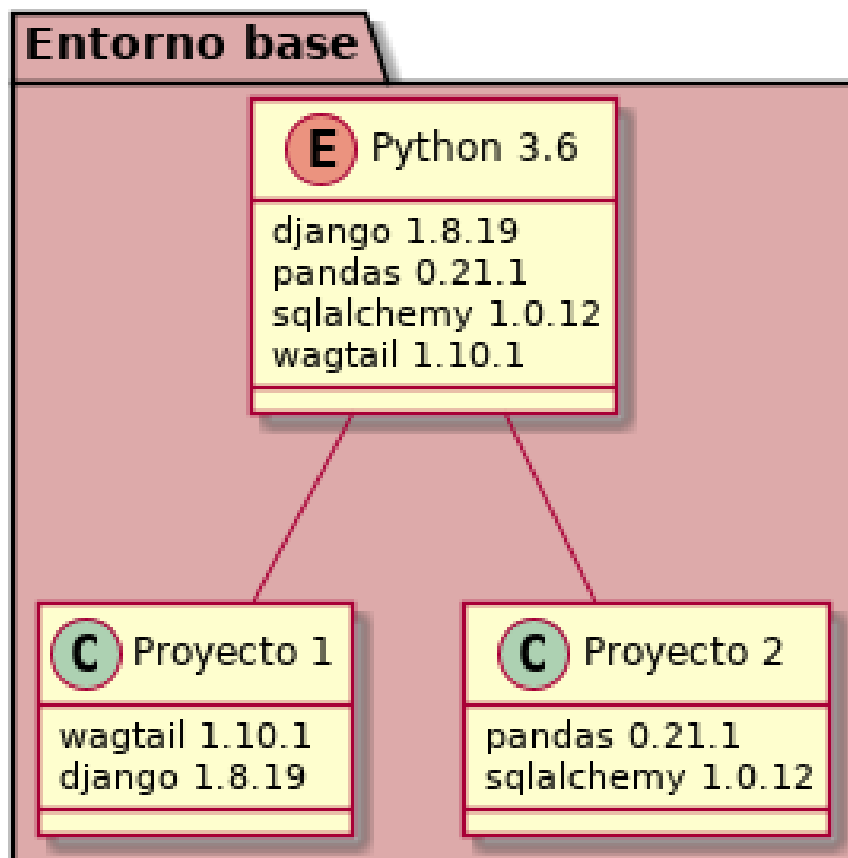 Entorno base
E Python 3.6
django 1.8.19
pandas 0.21.1
sqlalchemy 1.0.12
wagtail 1.10.1
C Proyecto 1
wagtail 1.10.1
django 1.8.19
C Proyecto 2
pandas 0.21.1
sqlalchemy 1.0.12